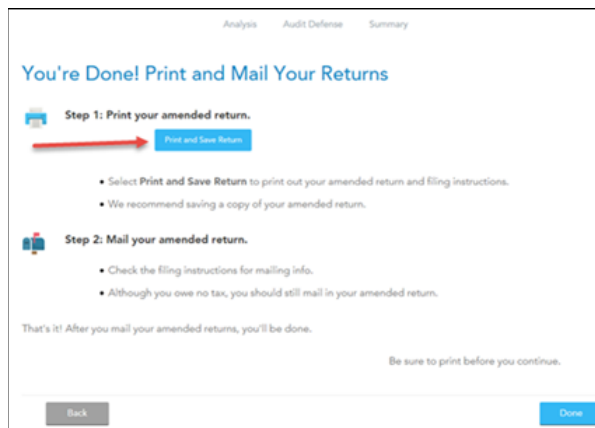 Analysis Audit Defense Summary
You're Done! Print and Mail Your Returns
Step 1: Print your amended return.
Print and Save Return
• Select Print and Save Return to print out your amended return and filing instructions.
• We recommend saving a copy of your amended return.
Step 2: Mail your amended return.
• Check the filing instructions for mailing info.
• Although you owe no tax, you should still mail in your amended return.
That's it! After you mail your amended returns, you'll be done.
Be sure to print before you continue.
Back Done